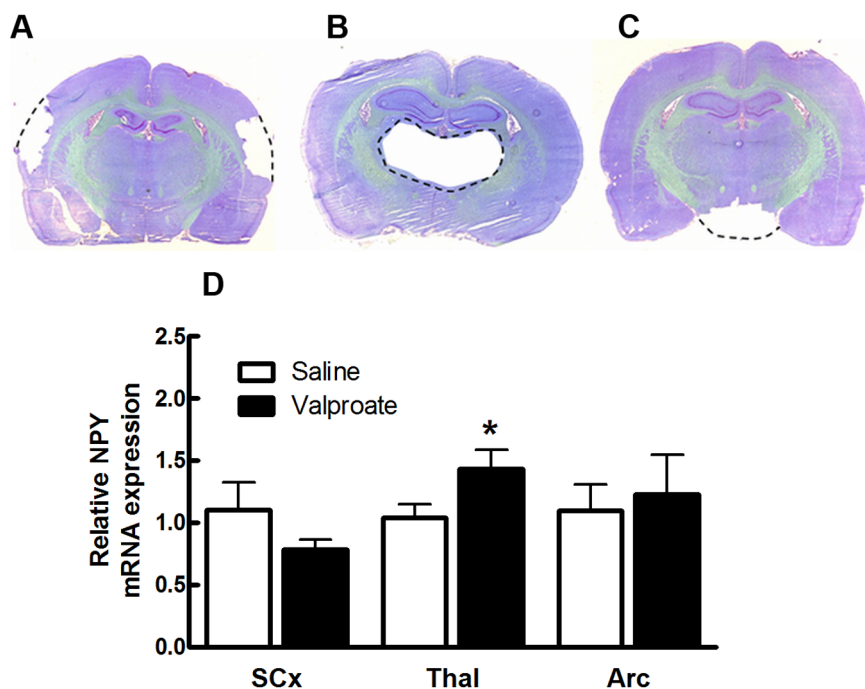 A
B
C
D
Relative NPY
mRNA expression
2.5
2.0
1.5
1.0
0.5
0.0
Saline
Valproate
*
SCx
Thal
Arc